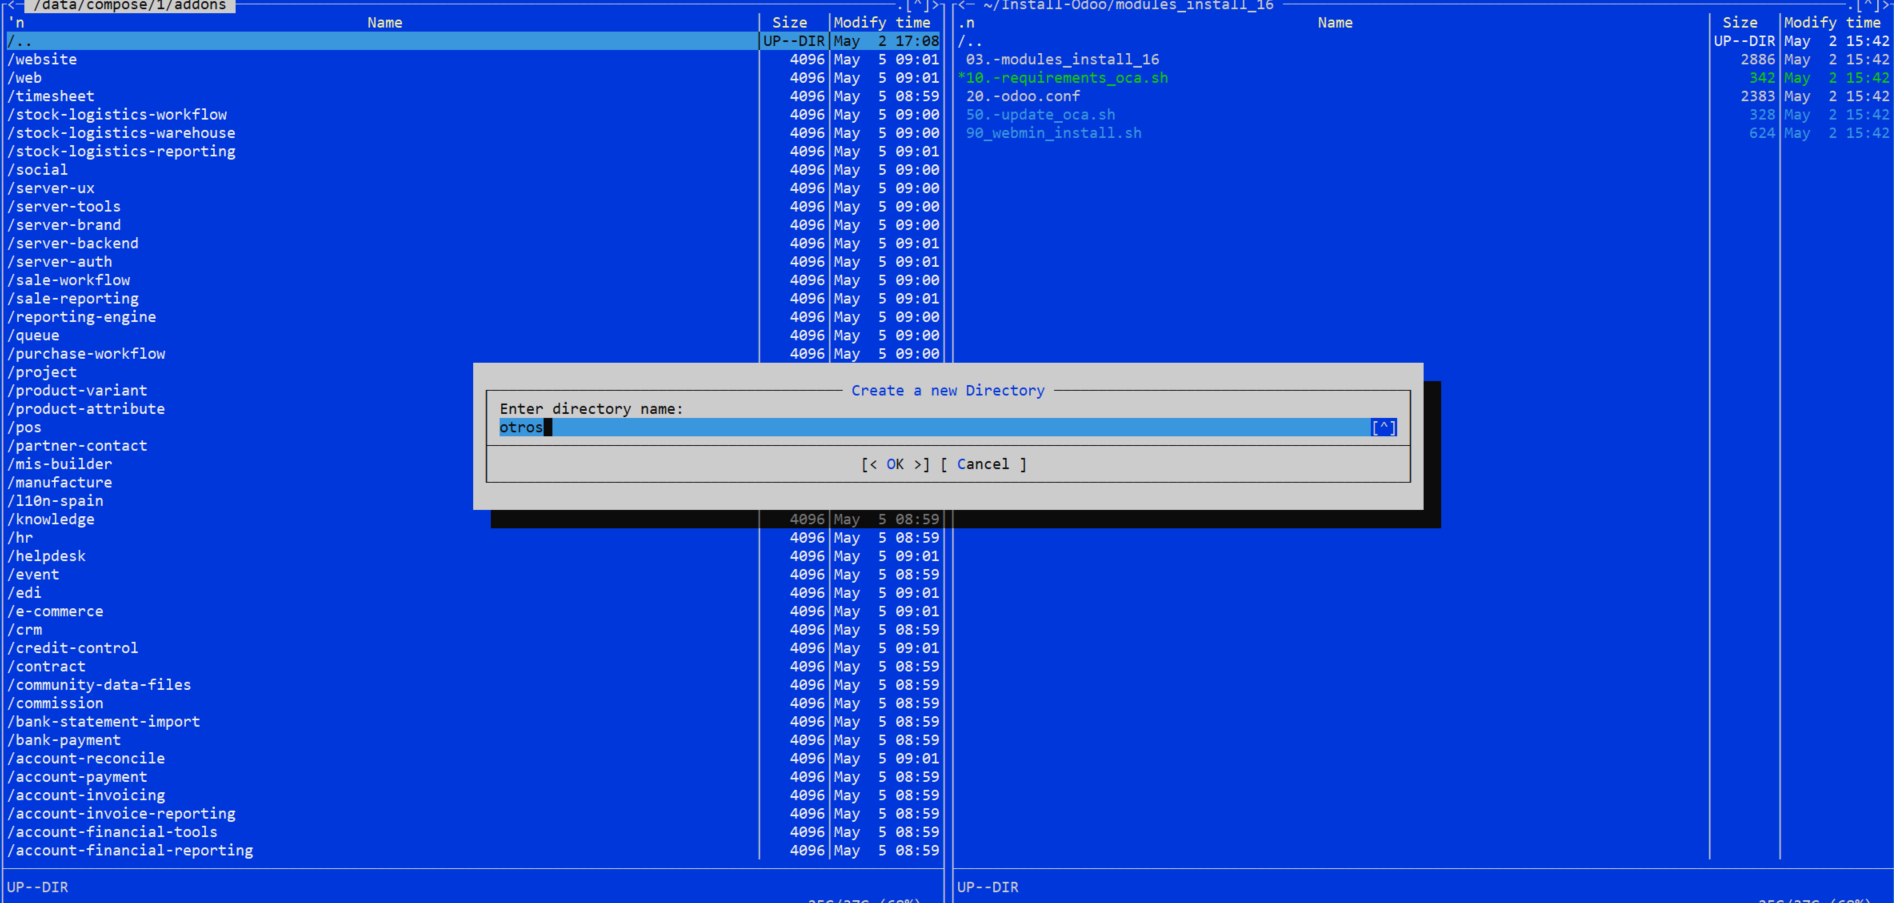 <- /data/compose/1/addons .[^]>
'n Name Size Modify time
/.. UP--DIR May 2 17:08
/website 4096 May 5 09:01
/web 4096 May 5 09:01
/timesheet 4096 May 5 08:59
/stock-logistics-workflow 4096 May 5 09:00
/stock-logistics-warehouse 4096 May 5 09:00
/stock-logistics-reporting 4096 May 5 09:01
/social 4096 May 5 09:00
/server-ux 4096 May 5 09:00
/server-tools 4096 May 5 09:00
/server-brand 4096 May 5 09:00
/server-backend 4096 May 5 09:01
/server-auth 4096 May 5 09:01
/sale-workflow 4096 May 5 09:00
/sale-reporting 4096 May 5 09:01
/reporting-engine 4096 May 5 09:00
/queue 4096 May 5 09:00
/purchase-workflow 4096 May 5 09:00
/project
/product-variant
/product-attribute
/pos
/partner-contact
/mis-builder
/manufacture
/l10n-spain
/knowledge 4096 May 5 08:59
/hr 4096 May 5 08:59
/helpdesk 4096 May 5 09:01
/event 4096 May 5 08:59
/edi 4096 May 5 09:01
/e-commerce 4096 May 5 09:01
/crm 4096 May 5 08:59
/credit-control 4096 May 5 09:01
/contract 4096 May 5 08:59
/community-data-files 4096 May 5 08:59
/commission 4096 May 5 08:59
/bank-statement-import 4096 May 5 08:59
/bank-payment 4096 May 5 08:59
/account-reconcile 4096 May 5 09:01
/account-payment 4096 May 5 08:59
/account-invoicing 4096 May 5 08:59
/account-invoice-reporting 4096 May 5 08:59
/account-financial-tools 4096 May 5 08:59
/account-financial-reporting 4096 May 5 08:59
UP--DIR
<- ~/Install-Odoo/modules_install_16 .[^]>
.n Name Size Modify time
/.. UP--DIR May 2 15:42
03.-modules_install_16 2886 May 2 15:42
*10.-requirements_oca.sh 342 May 2 15:42
20.-odoo.conf 2383 May 2 15:42
50.-update_oca.sh 328 May 2 15:42
90_webmin_install.sh 624 May 2 15:42
UP--DIR
Create a new Directory
Enter directory name:
otros [^]
[< OK >] [ Cancel ]